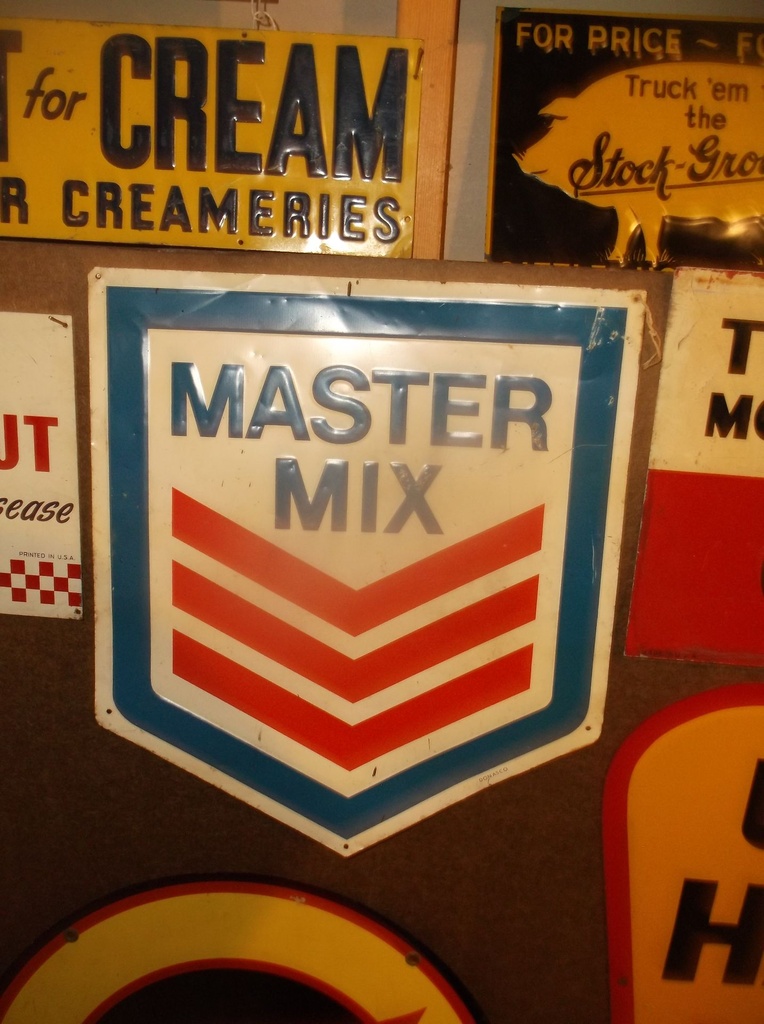 for CREAM
CREAMERIES
FOR PRICE ~
Truck 'em
the
Stock-Gro
MASTER
MIX
UT
sease
PRINTED IN U.S.A.
T
MO
H